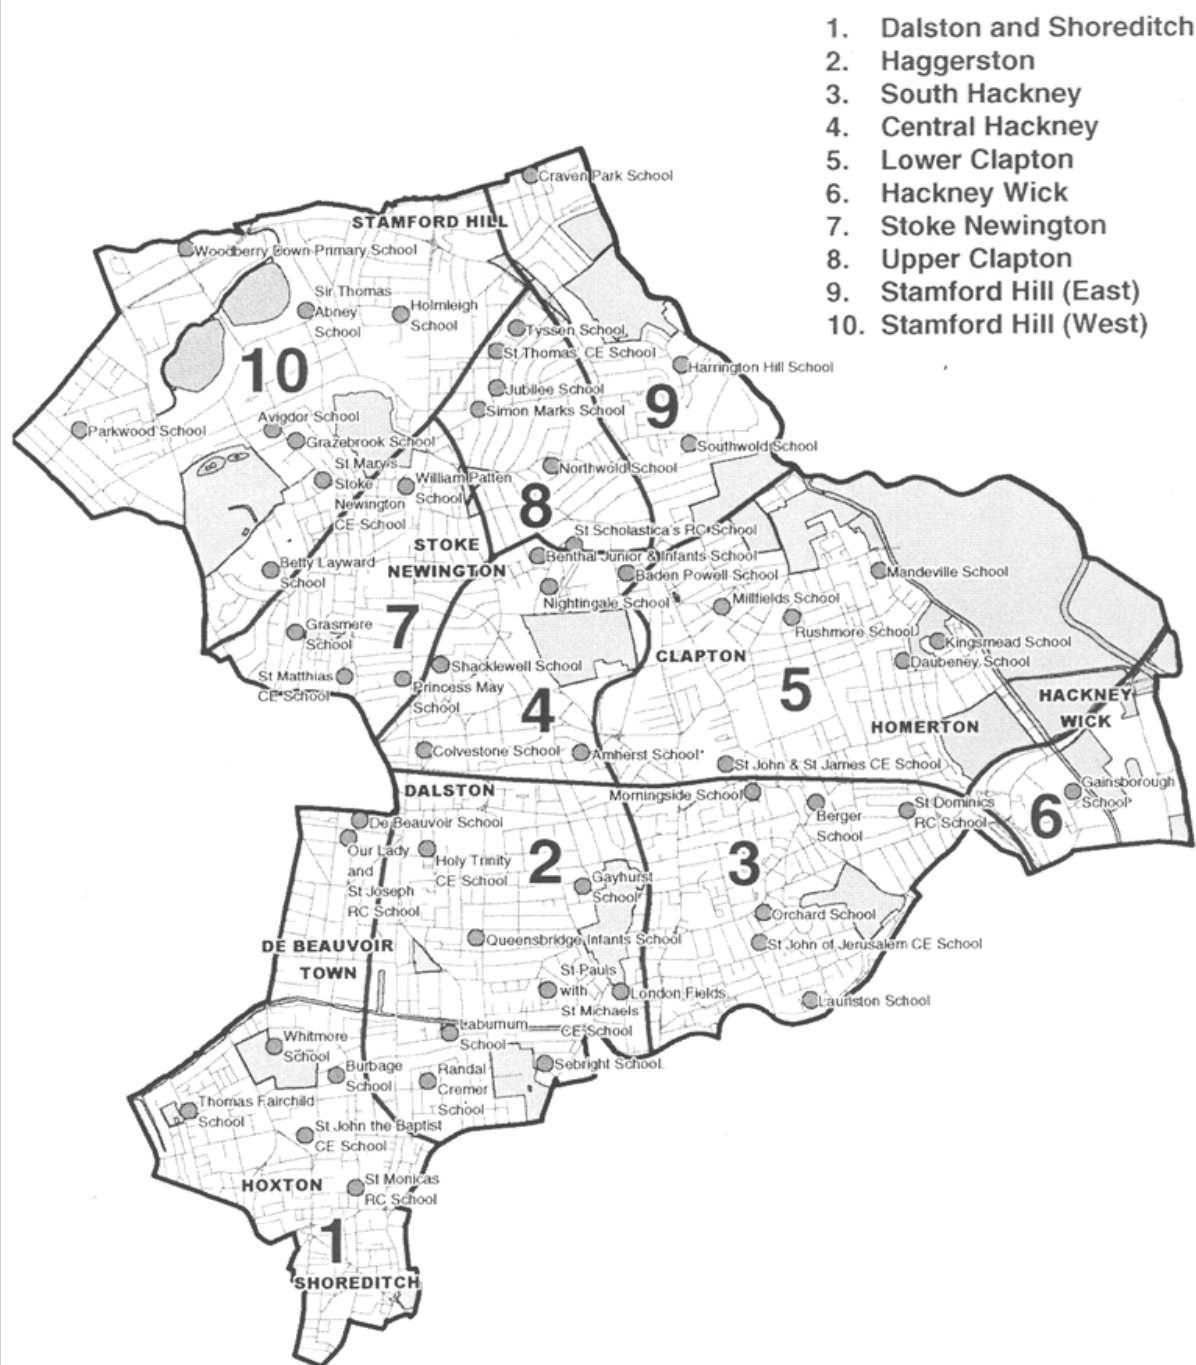 1. Dalston and Shoreditch
2. Haggerston
3. South Hackney
4. Central Hackney
5. Lower Clapton
6. Hackney Wick
7. Stoke Newington
8. Upper Clapton
9. Stamford Hill (East)
10. Stamford Hill (West)
Craven Park School
STAMFORD HILL
Woodberry Down Primary School
Sir Thomas
Abney
School
Holmleigh
School
Tyssen School
St Thomas' CE School
Harrington Hill School
10
Jubilee School
Simon Marks School
9
Avigdor School
Parkwood School
Grazebrook School
Southwold School
St Mary's
Stoke
Newington
CE School
William Patten
School
Northwold School
8
St Scholastica's RC School
STOKE
NEWINGTON
Benthal Junior & Infants School
Betty Layward
School
Baden Powell School
Mandeville School
Nightingale School
Millfields School
7
Grasmere
School
Rushmore School
Kingsmead School
CLAPTON
Daubeney School
Shacklewell School
St Matthias
CE School
Princess May
School
5
HACKNEY
WICK
4
HOMERTON
Colvestone School
Amherst School
St John & St James CE School
DALSTON
Morningside School
Gainsborough
School
Berger
School
St Dominics
RC School
6
De Beauvoir School
Our Lady
and
St Joseph
RC School
Holy Trinity
CE School
2
3
Gayhurst
School
Orchard School
DE BEAUVOIR
TOWN
Queensbridge Infants School
St John of Jerusalem CE School
St Pauls
with
St Michaels
CE School
London Fields
Lauriston School
Laburnum
School
Whitmore
School
Burbage
School
Randal
Cremer
School
Sebright School
Thomas Fairchild
School
St John the Baptist
CE School
HOXTON
St Monicas
RC School
1
SHOREDITCH